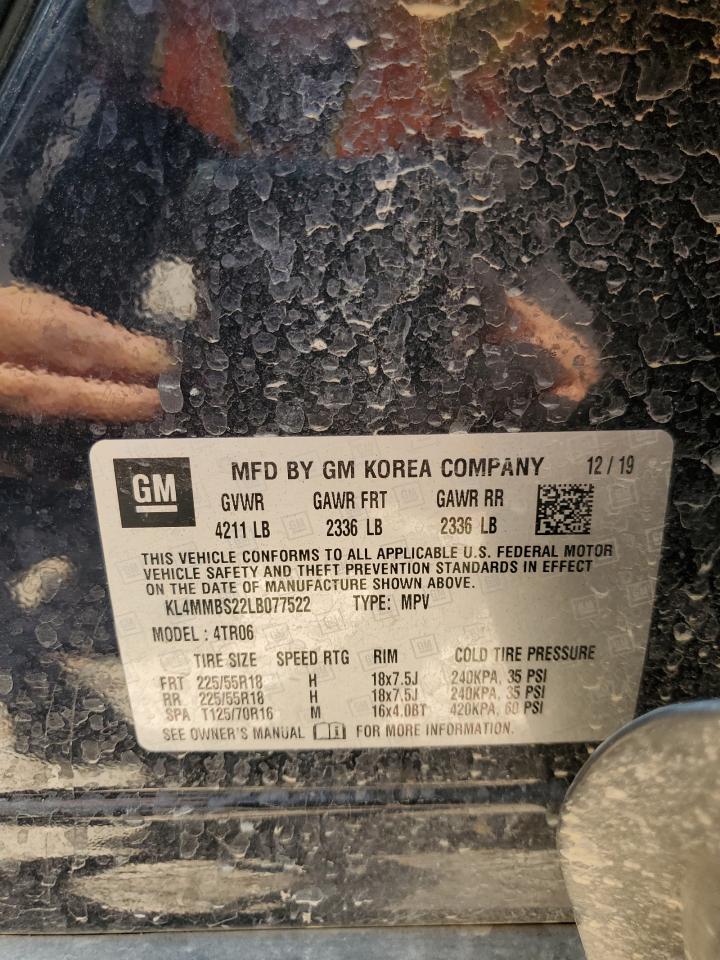 GM
MFD BY GM KOREA COMPANY 12 / 19
GVWR GAWR FRT GAWR RR
4211 LB 2336 LB 2336 LB
THIS VEHICLE CONFORMS TO ALL APPLICABLE U.S. FEDERAL MOTOR
VEHICLE SAFETY AND THEFT PREVENTION STANDARDS IN EFFECT
ON THE DATE OF MANUFACTURE SHOWN ABOVE.
KL4MMBS22LB077522 TYPE: MPV
MODEL : 4TR06
TIRE SIZE SPEED RTG RIM COLD TIRE PRESSURE
FRT 225/55R18 H 18x7.5J 240KPA, 35 PSI
RR 225/55R18 H 18x7.5J 240KPA, 35 PSI
SPA T125/70R16 M 16x4.0BT 420KPA, 60 PSI
SEE OWNER'S MANUAL FOR MORE INFORMATION.